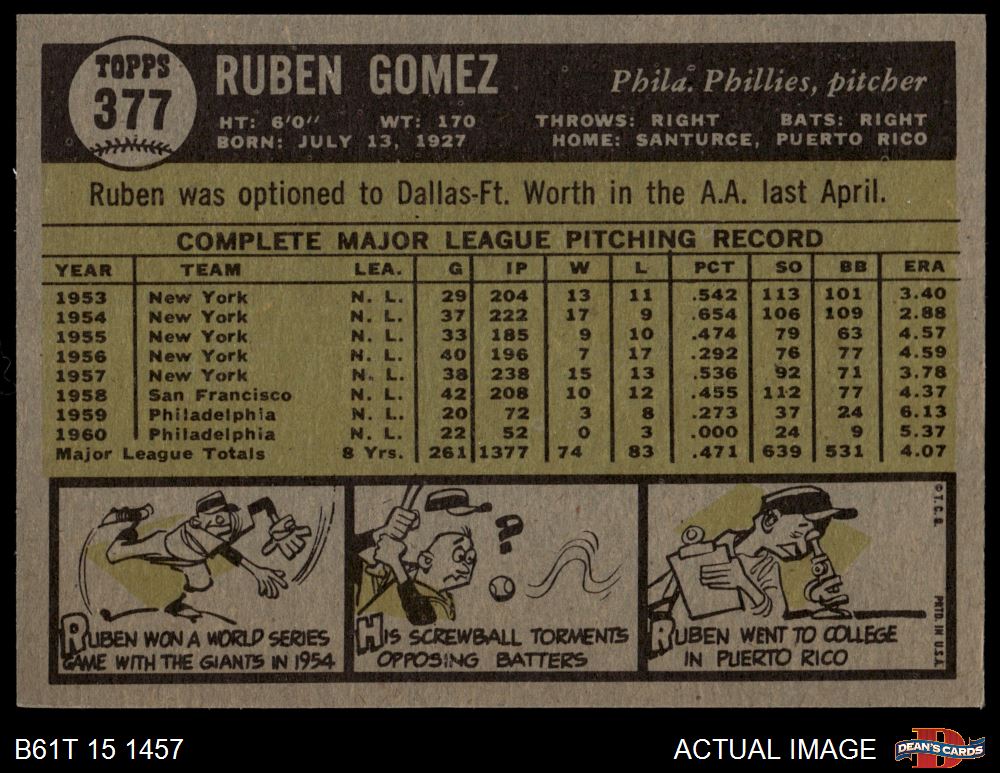 TOPPS
377
RUBEN GOMEZ
Phila. Phillies, pitcher
HT: 6'0" WT: 170 THROWS: RIGHT BATS: RIGHT
BORN: JULY 13, 1927 HOME: SANTURCE, PUERTO RICO
Ruben was optioned to Dallas-Ft. Worth in the A.A. last April.
COMPLETE MAJOR LEAGUE PITCHING RECORD
YEAR TEAM LEA. G IP W L PCT SO BB ERA
1953 New York N. L. 29 204 13 11 .542 113 101 3.40
1954 New York N. L. 37 222 17 9 .654 106 109 2.88
1955 New York N. L. 33 185 9 10 .474 79 63 4.57
1956 New York N. L. 40 196 7 17 .292 76 77 4.59
1957 New York N. L. 38 238 15 13 .536 92 71 3.78
1958 San Francisco N. L. 42 208 10 12 .455 112 77 4.37
1959 Philadelphia N. L. 20 72 3 8 .273 37 24 6.13
1960 Philadelphia N. L. 22 52 0 3 .000 24 9 5.37
Major League Totals 8 Yrs. 261 1377 74 83 .471 639 531 4.07
RUBEN WON A WORLD SERIES
GAME WITH THE GIANTS IN 1954
?
HIS SCREWBALL TORMENTS
OPPOSING BATTERS
RUBEN WENT TO COLLEGE
IN PUERTO RICO
© T. C. G.
PRTD. IN U.S.A.
B61T 15 1457
ACTUAL IMAGE
D
DEAN'S CARDS